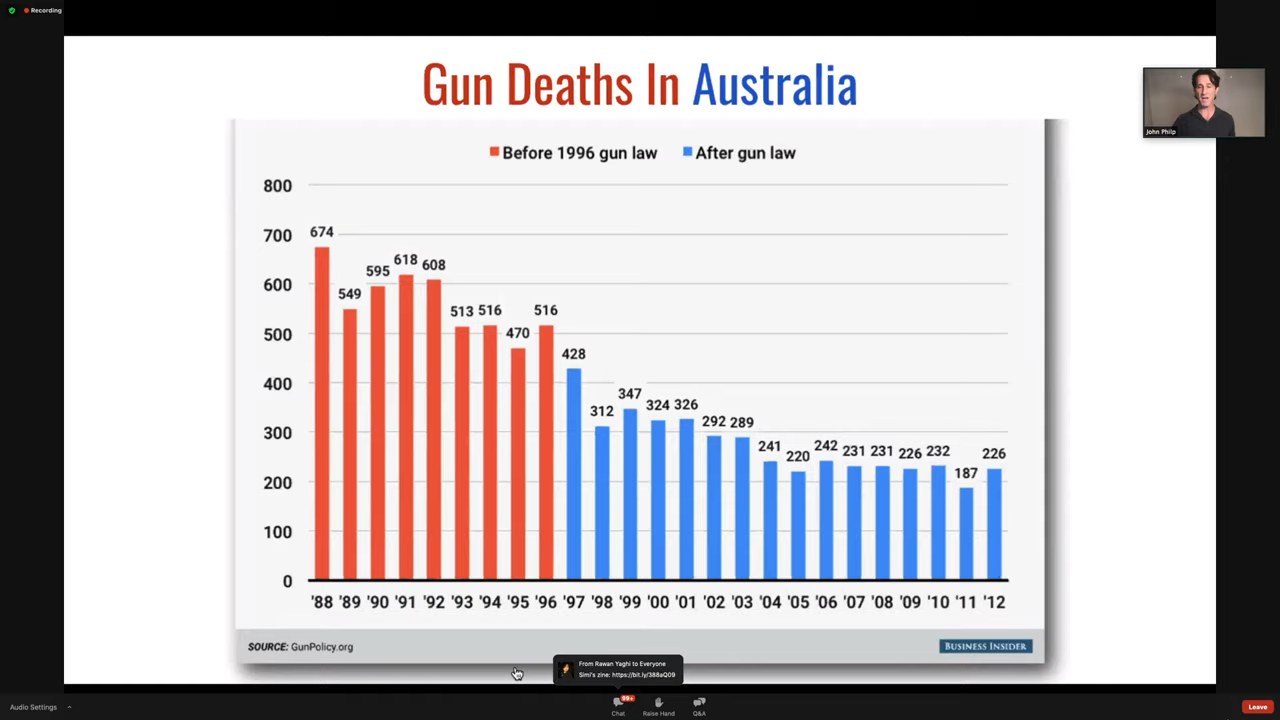 Recording
Gun Deaths In Australia
John Philp
Before 1996 gun law After gun law
800
700
600
500
400
300
200
100
0
674 549 595 618 608 513 516 470 516 428 312 347 324 326 292 289 241 220 242 231 231 226 232 187 226
'88 '89 '90 '91 '92 '93 '94 '95 '96 '97 '98 '99 '00 '01 '02 '03 '04 '05 '06 '07 '08 '09 '10 '11 '12
SOURCE: GunPolicy.org
BUSINESS INSIDER
From Rawan Yaghi to Everyone
Simi's zine: https://bit.ly/388aQO9
Audio Settings
99+
Chat
Raise Hand
Q&A
Leave